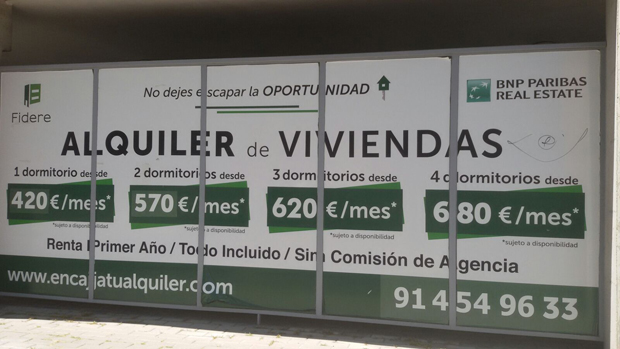 Fidere
No dejes escapar la OPORTUNIDAD
BNP PARIBAS
REAL ESTATE
ALQUILER de VIVIENDAS
1 dormitorio desde
420 €/mes*
*sujeto a disponibilidad
2 dormitorios desde
570 €/mes*
*sujeto a disponibilidad
3 dormitorios desde
620 €/mes*
*sujeto a disponibilidad
4 dormitorios desde
680 €/mes*
*sujeto a disponibilidad
Renta Primer Año / Todo Incluido / Sin Comisión de Agencia
www.encajatualquiler.com
91 454 96 33